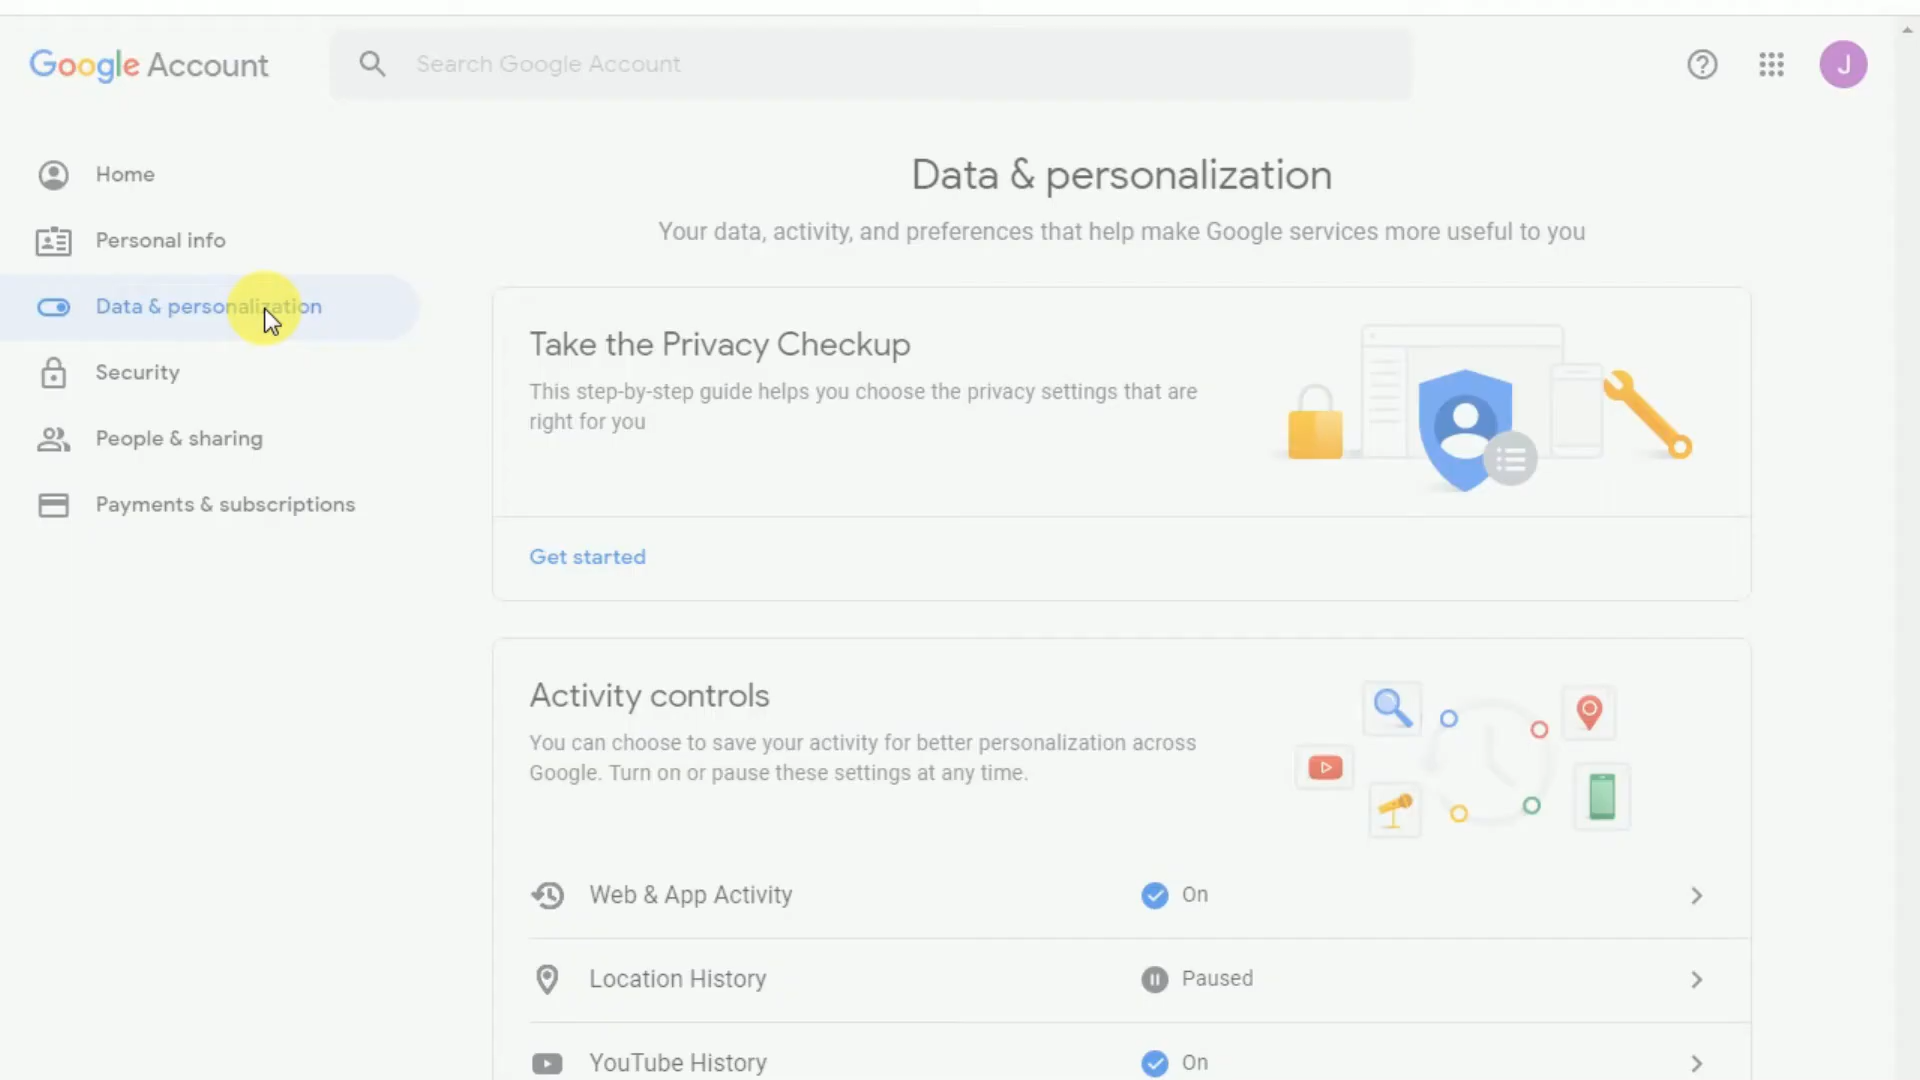 Google Account
Search Google Account
J
Home
Personal info
Data & personalization
Security
People & sharing
Payments & subscriptions
Data & personalization
Your data, activity, and preferences that help make Google services more useful to you
Take the Privacy Checkup
This step-by-step guide helps you choose the privacy settings that are
right for you
Get started
Activity controls
You can choose to save your activity for better personalization across
Google. Turn on or pause these settings at any time.
Web & App Activity On
Location History Paused
YouTube History On